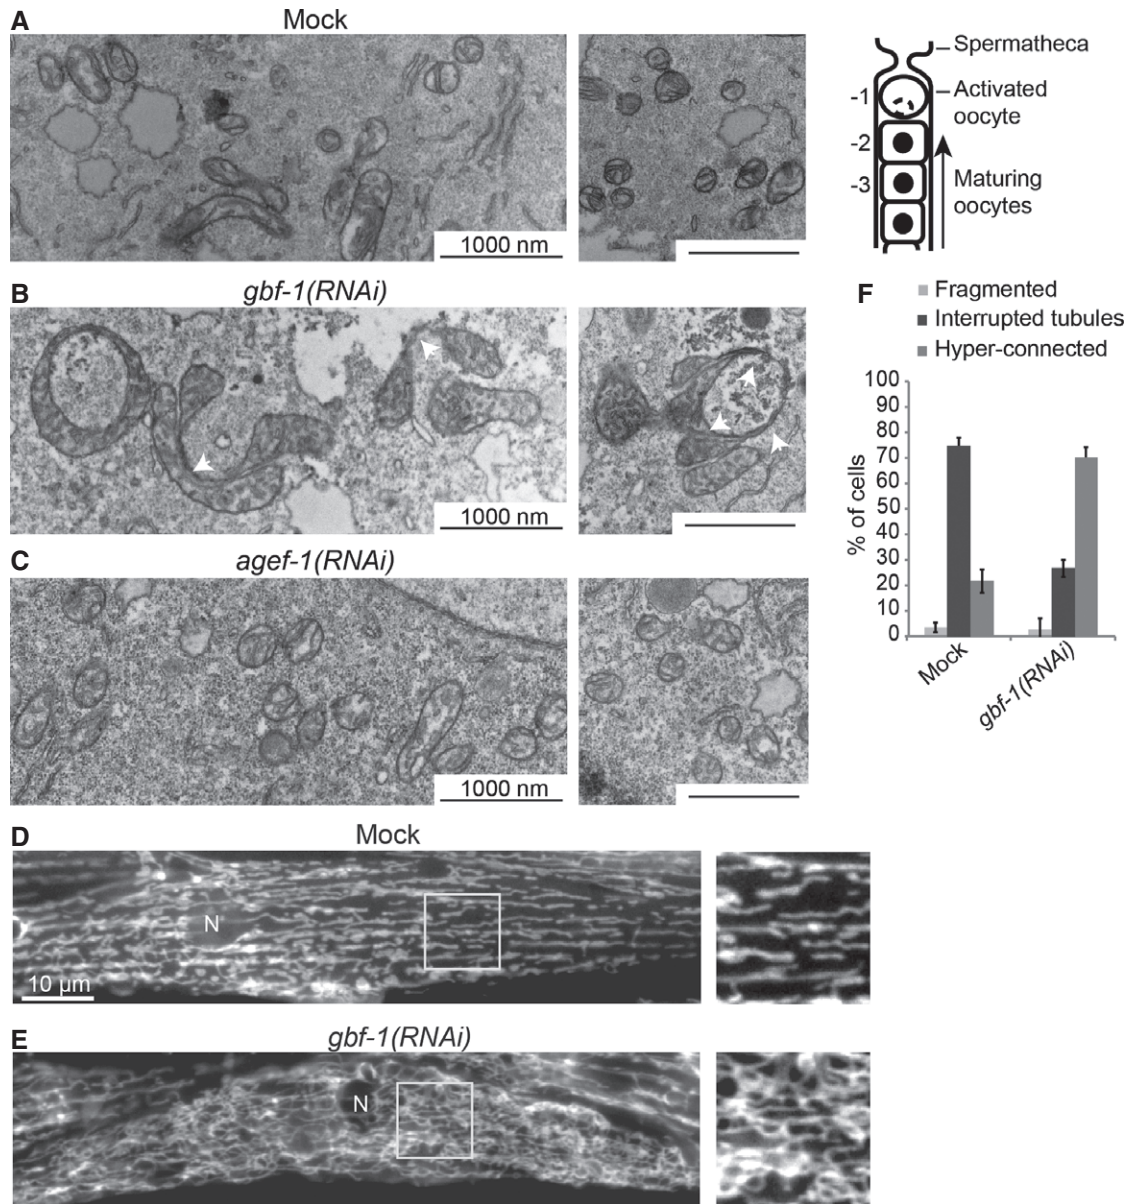 A
Mock
1000 nm
Spermatheca
-1
Activated
oocyte
-2
-3
Maturing
oocytes
B
gbf-1(RNAi)
1000 nm
C
agef-1(RNAi)
1000 nm
D
Mock
N
10 µm
E
gbf-1(RNAi)
N
F
Fragmented
Interrupted tubules
Hyper-connected
% of cells
100
90
80
70
60
50
40
30
20
10
0
Mock
gbf-1(RNAi)